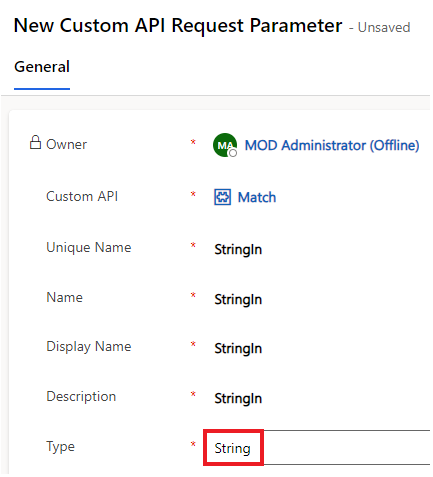 New Custom API Request Parameter - Unsaved
General
Owner * MA MOD Administrator (Offline)
Custom API * Match
Unique Name * StringIn
Name * StringIn
Display Name * StringIn
Description * StringIn
Type * String